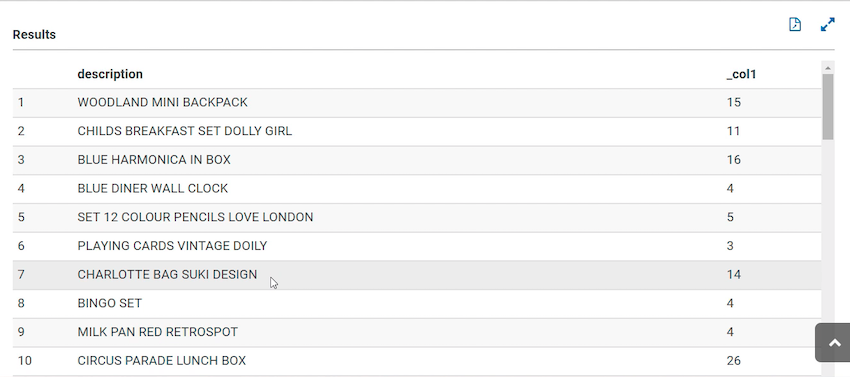 Results
description _col1
1 WOODLAND MINI BACKPACK 15
2 CHILDS BREAKFAST SET DOLLY GIRL 11
3 BLUE HARMONICA IN BOX 16
4 BLUE DINER WALL CLOCK 4
5 SET 12 COLOUR PENCILS LOVE LONDON 5
6 PLAYING CARDS VINTAGE DOILY 3
7 CHARLOTTE BAG SUKI DESIGN 14
8 BINGO SET 4
9 MILK PAN RED RETROSPOT 4
10 CIRCUS PARADE LUNCH BOX 26